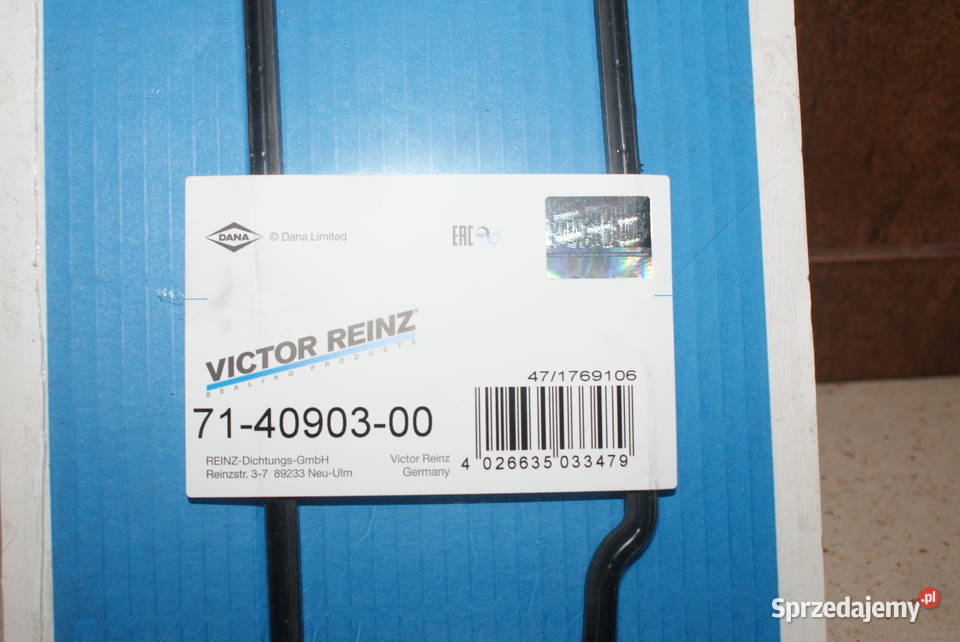 DANA © Dana Limited
EAC
VICTOR REINZ®
SEALING PRODUCTS
47/1769106
71-40903-00
REINZ-Dichtungs-GmbH
Reinzstr. 3-7 89233 Neu-Ulm
Victor Reinz
Germany
4 026635 033479
Sprzedajemy.pl